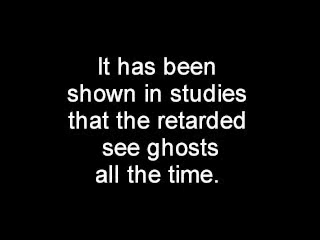 It has been
shown in studies
that the retarded
see ghosts
all the time.